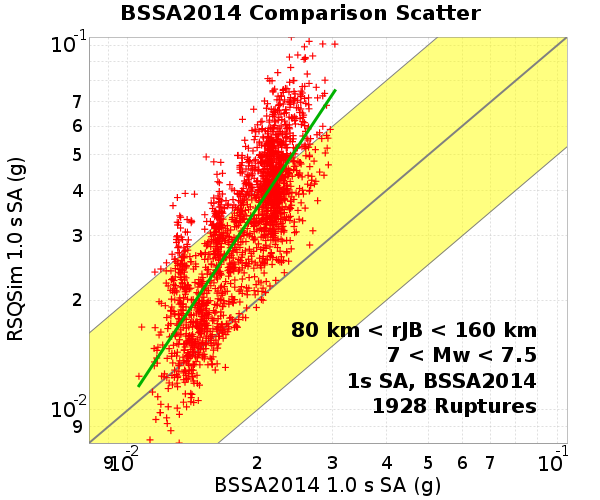 BSSA2014 Comparison Scatter
10-1
7
6
5
4
3
2
10-2
9
RSQSim 1.0 s SA (g)
80 km < rJB < 160 km
7 < Mw < 7.5
1s SA, BSSA2014
1928 Ruptures
9 10-2 2 3 4 5 6 7 10-1
BSSA2014 1.0 s SA (g)